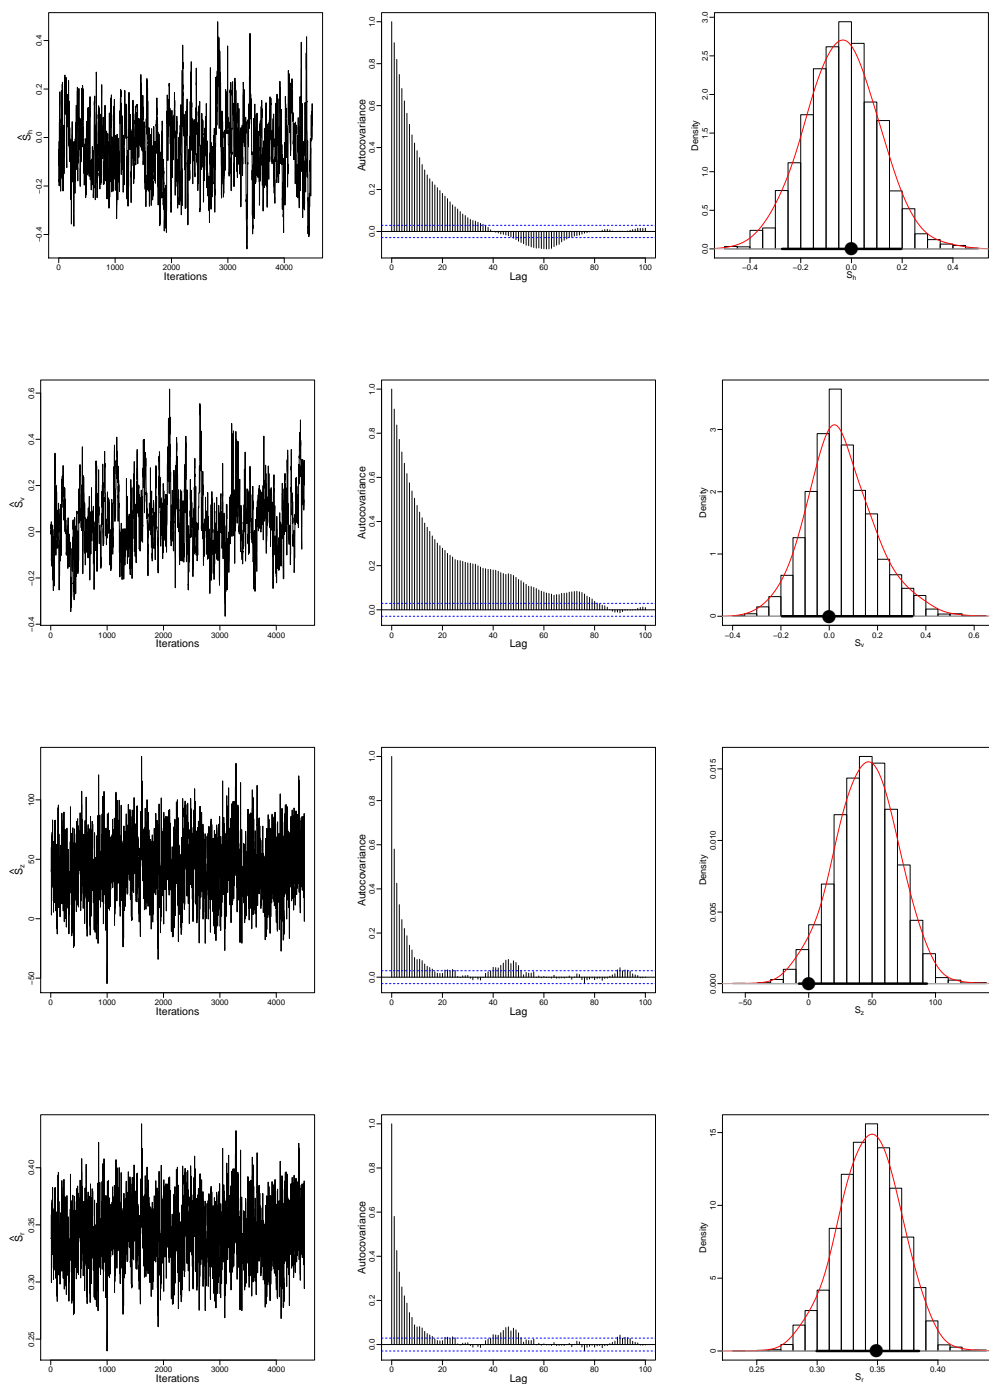 0.4
0.2
0.0
−0.2
−0.4
Ŝh
0 1000 2000 3000 4000
Iterations
1.0
0.8
0.6
0.4
0.2
0.0
Autocovariance
0 20 40 60 80 100
Lag
3.0
2.5
2.0
1.5
1.0
0.5
0.0
Density
−0.4 −0.2 0.0 0.2 0.4
Sh
0.6
0.4
0.2
0.0
−0.2
−0.4
Ŝv
0 1000 2000 3000 4000
Iterations
1.0
0.8
0.6
0.4
0.2
0.0
Autocovariance
0 20 40 60 80 100
Lag
3
2
1
0
Density
−0.4 −0.2 0.0 0.2 0.4 0.6
Sv
100
50
0
−50
Ŝz
0 1000 2000 3000 4000
Iterations
1.0
0.8
0.6
0.4
0.2
0.0
Autocovariance
0 20 40 60 80 100
Lag
0.015
0.010
0.005
0.000
Density
−50 0 50 100
Sz
0.40
0.35
0.30
0.25
Ŝr
0 1000 2000 3000 4000
Iterations
1.0
0.8
0.6
0.4
0.2
0.0
Autocovariance
0 20 40 60 80 100
Lag
15
10
5
0
Density
0.25 0.30 0.35 0.40
Sr